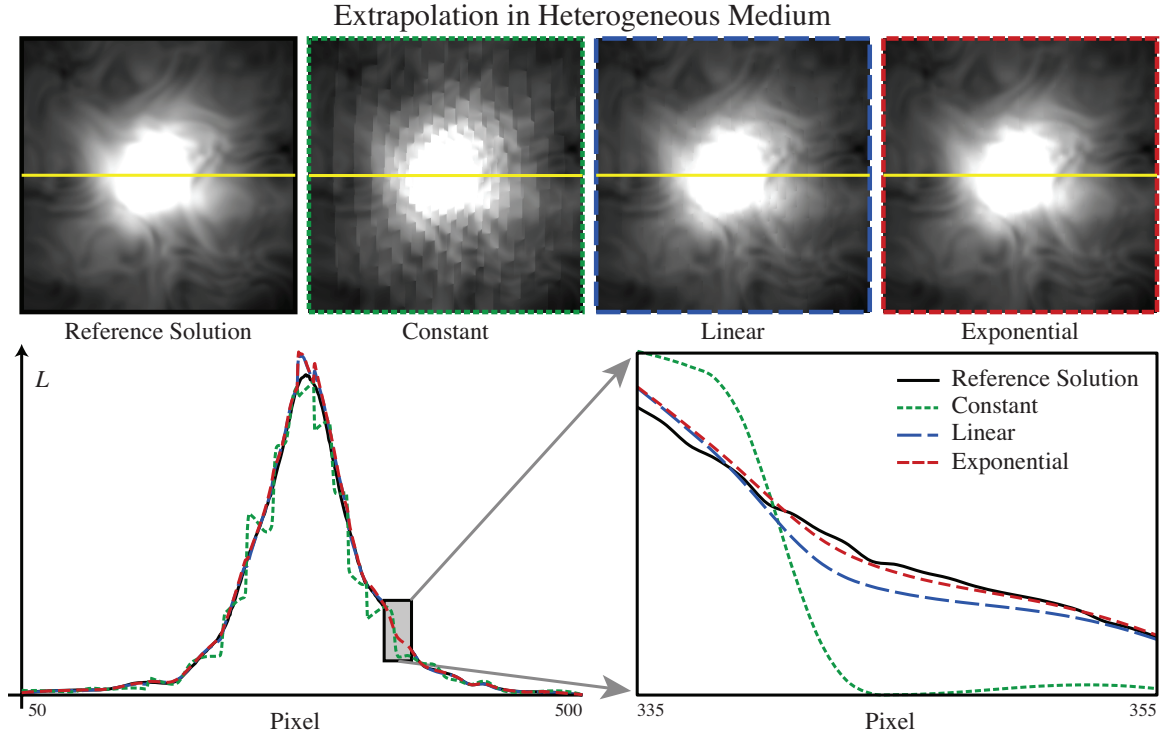 Extrapolation in Heterogeneous Medium
Reference Solution
Constant
Linear
Exponential
L
50
500
Pixel
Reference Solution
Constant
Linear
Exponential
335
355
Pixel